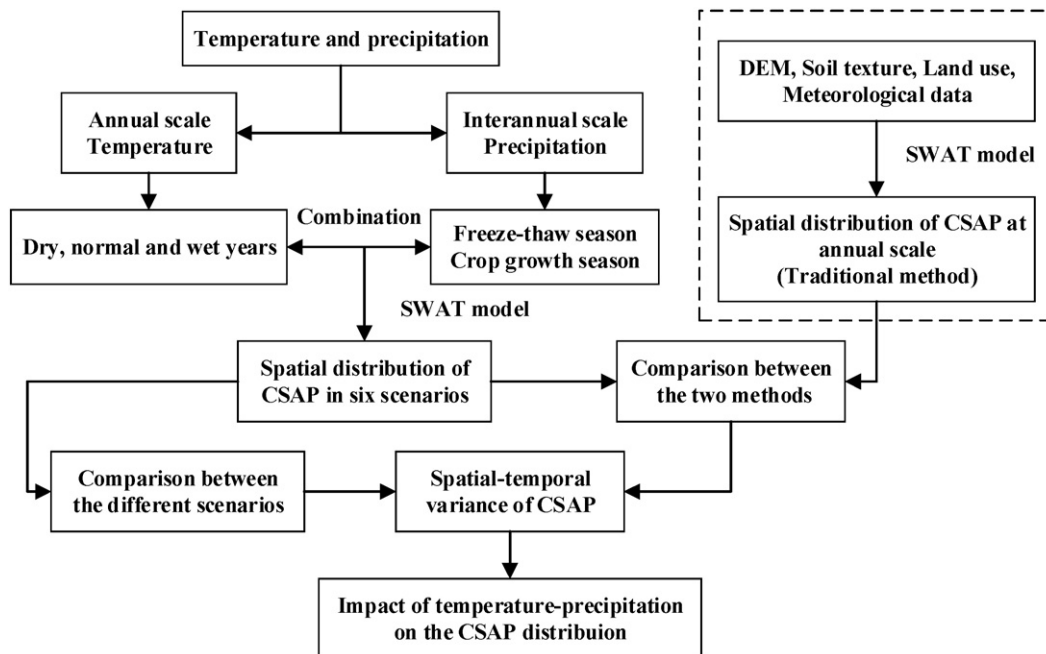 Temperature and precipitation
DEM, Soil texture, Land use,
Meteorological data
Annual scale
Temperature
Interannual scale
Precipitation
SWAT model
Combination
Dry, normal and wet years
Freeze-thaw season
Crop growth season
Spatial distribution of CSAP at
annual scale
(Traditional method)
SWAT model
Spatial distribution of
CSAP in six scenarios
Comparison between
the two methods
Comparison between
the different scenarios
Spatial-temporal
variance of CSAP
Impact of temperature-precipitation
on the CSAP distribuion